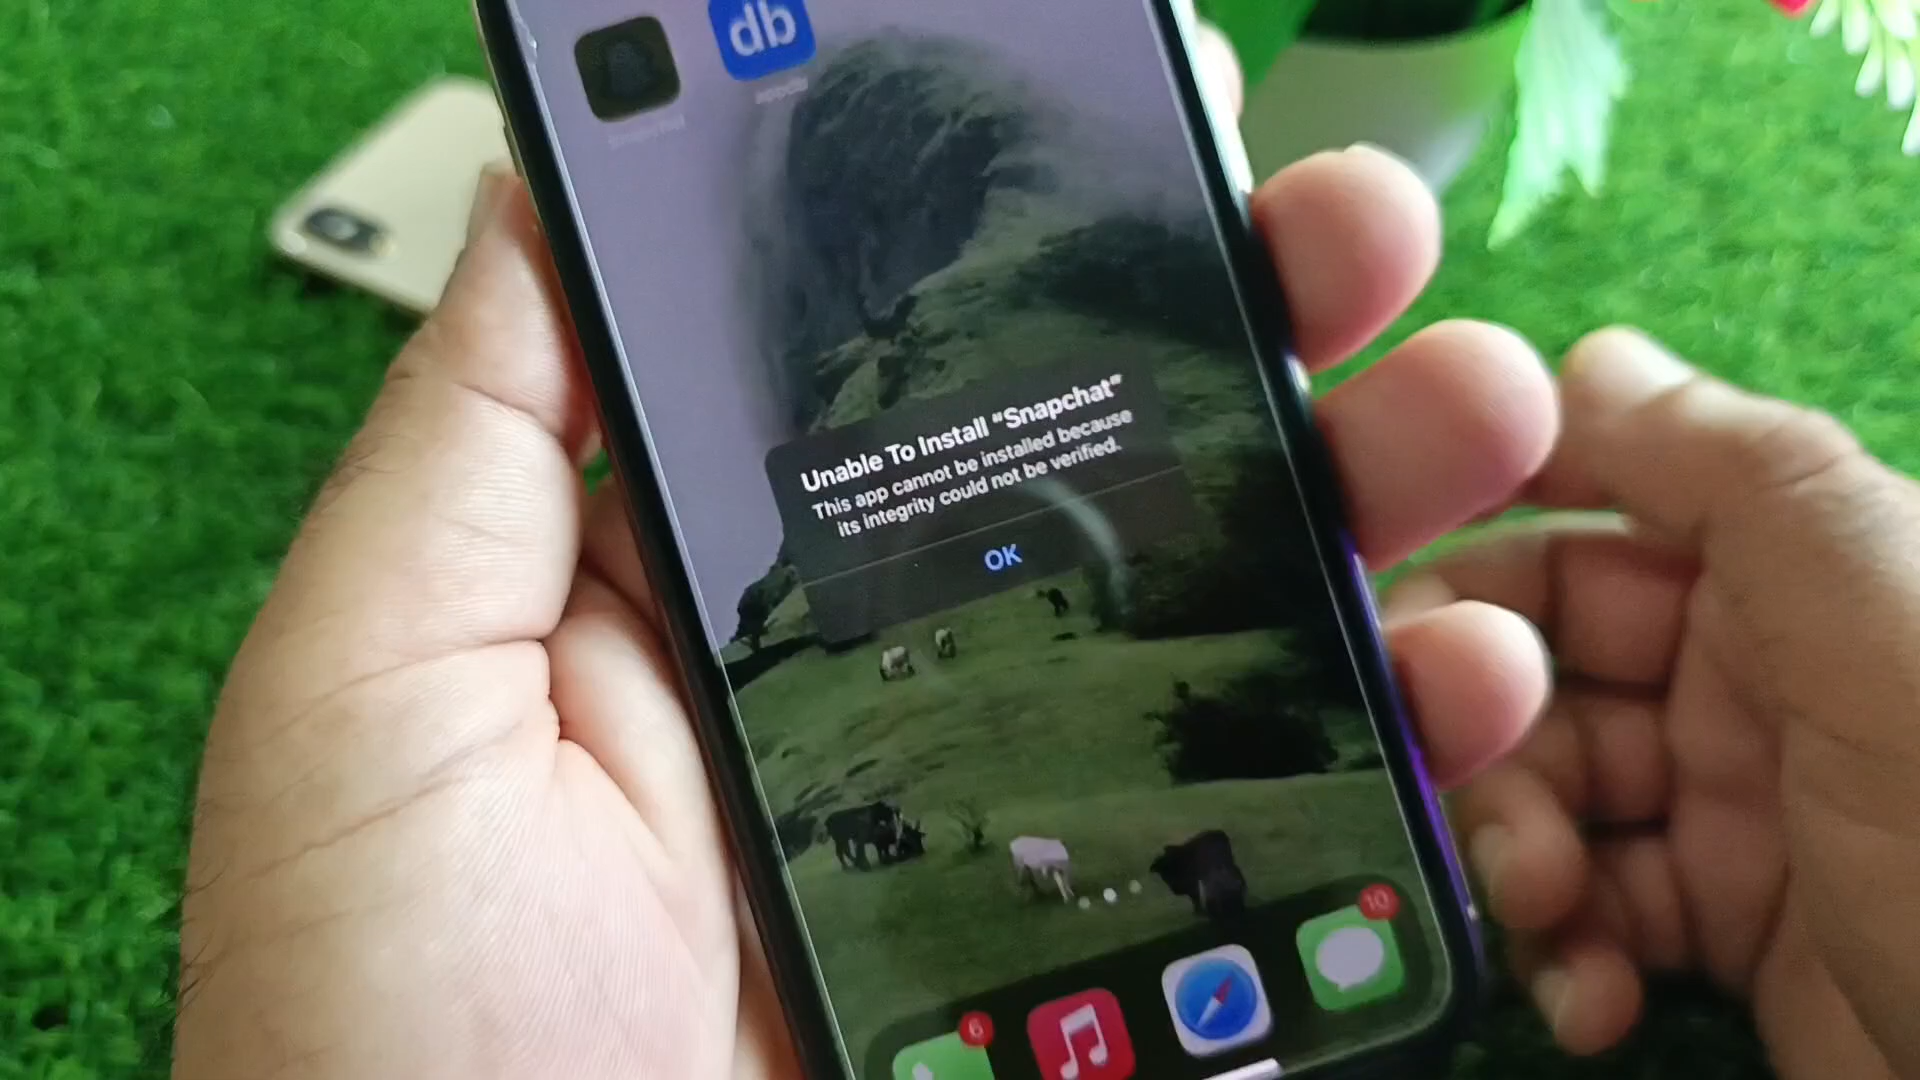 db
Unable To Install “Snapchat”
This app cannot be installed because
its integrity could not be verified.
OK
10
6